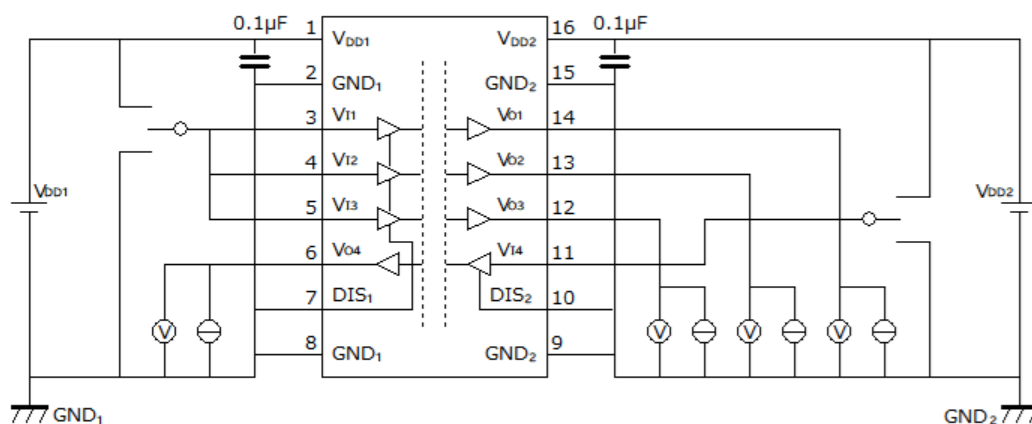 0.1μF 1 16 0.1μF
VDD1 VDD2
2 GND1 GND2 15
3 VI1 VO1 14
4 VI2 VO2 13
VDD1 5 VI3 VO3 12 VDD2
6 VO4 VI4 11
7 DIS1 DIS2 10
V V V V
8 GND1 GND2 9
GND1 GND2